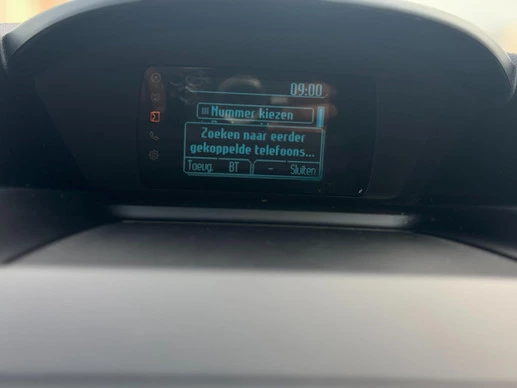 09:00
Nummer kiezen
Zoeken naar eerder
gekoppelde telefoons...
Toevg. BT - Sluiten